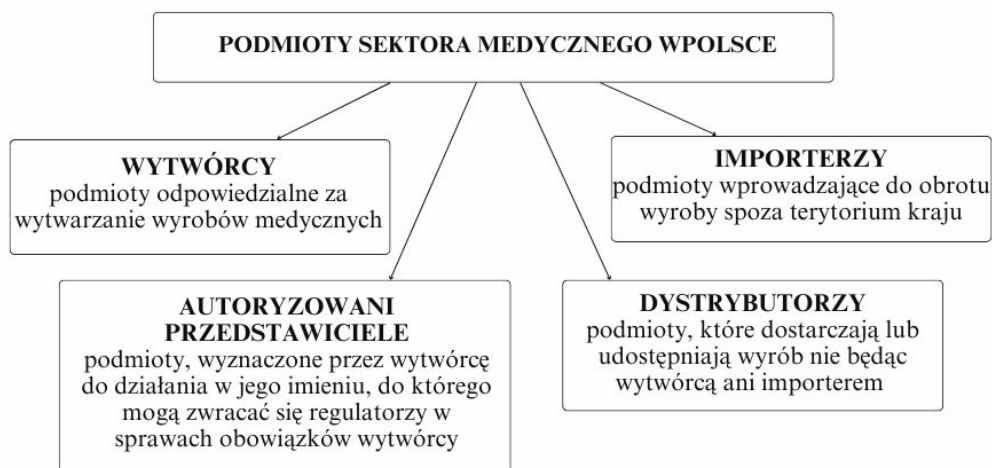 PODMIOTY SEKTORA MEDYCZNEGO WPOLSCE
WYTWÓRCY
podmioty odpowiedzialne za
wytwarzanie wyrobów medycznych
IMPORTERZY
podmioty wprowadzające do obrotu
wyroby spoza terytorium kraju
AUTORYZOWANI
PRZEDSTAWICIELE
podmioty, wyznaczone przez wytwórcę
do działania w jego imieniu, do którego
mogą zwracać się regulatorzy w
sprawach obowiązków wytwórcy
DYSTRYBUTORZY
podmioty, które dostarczają lub
udostępniają wyrób nie będąc
wytwórcą ani importerem